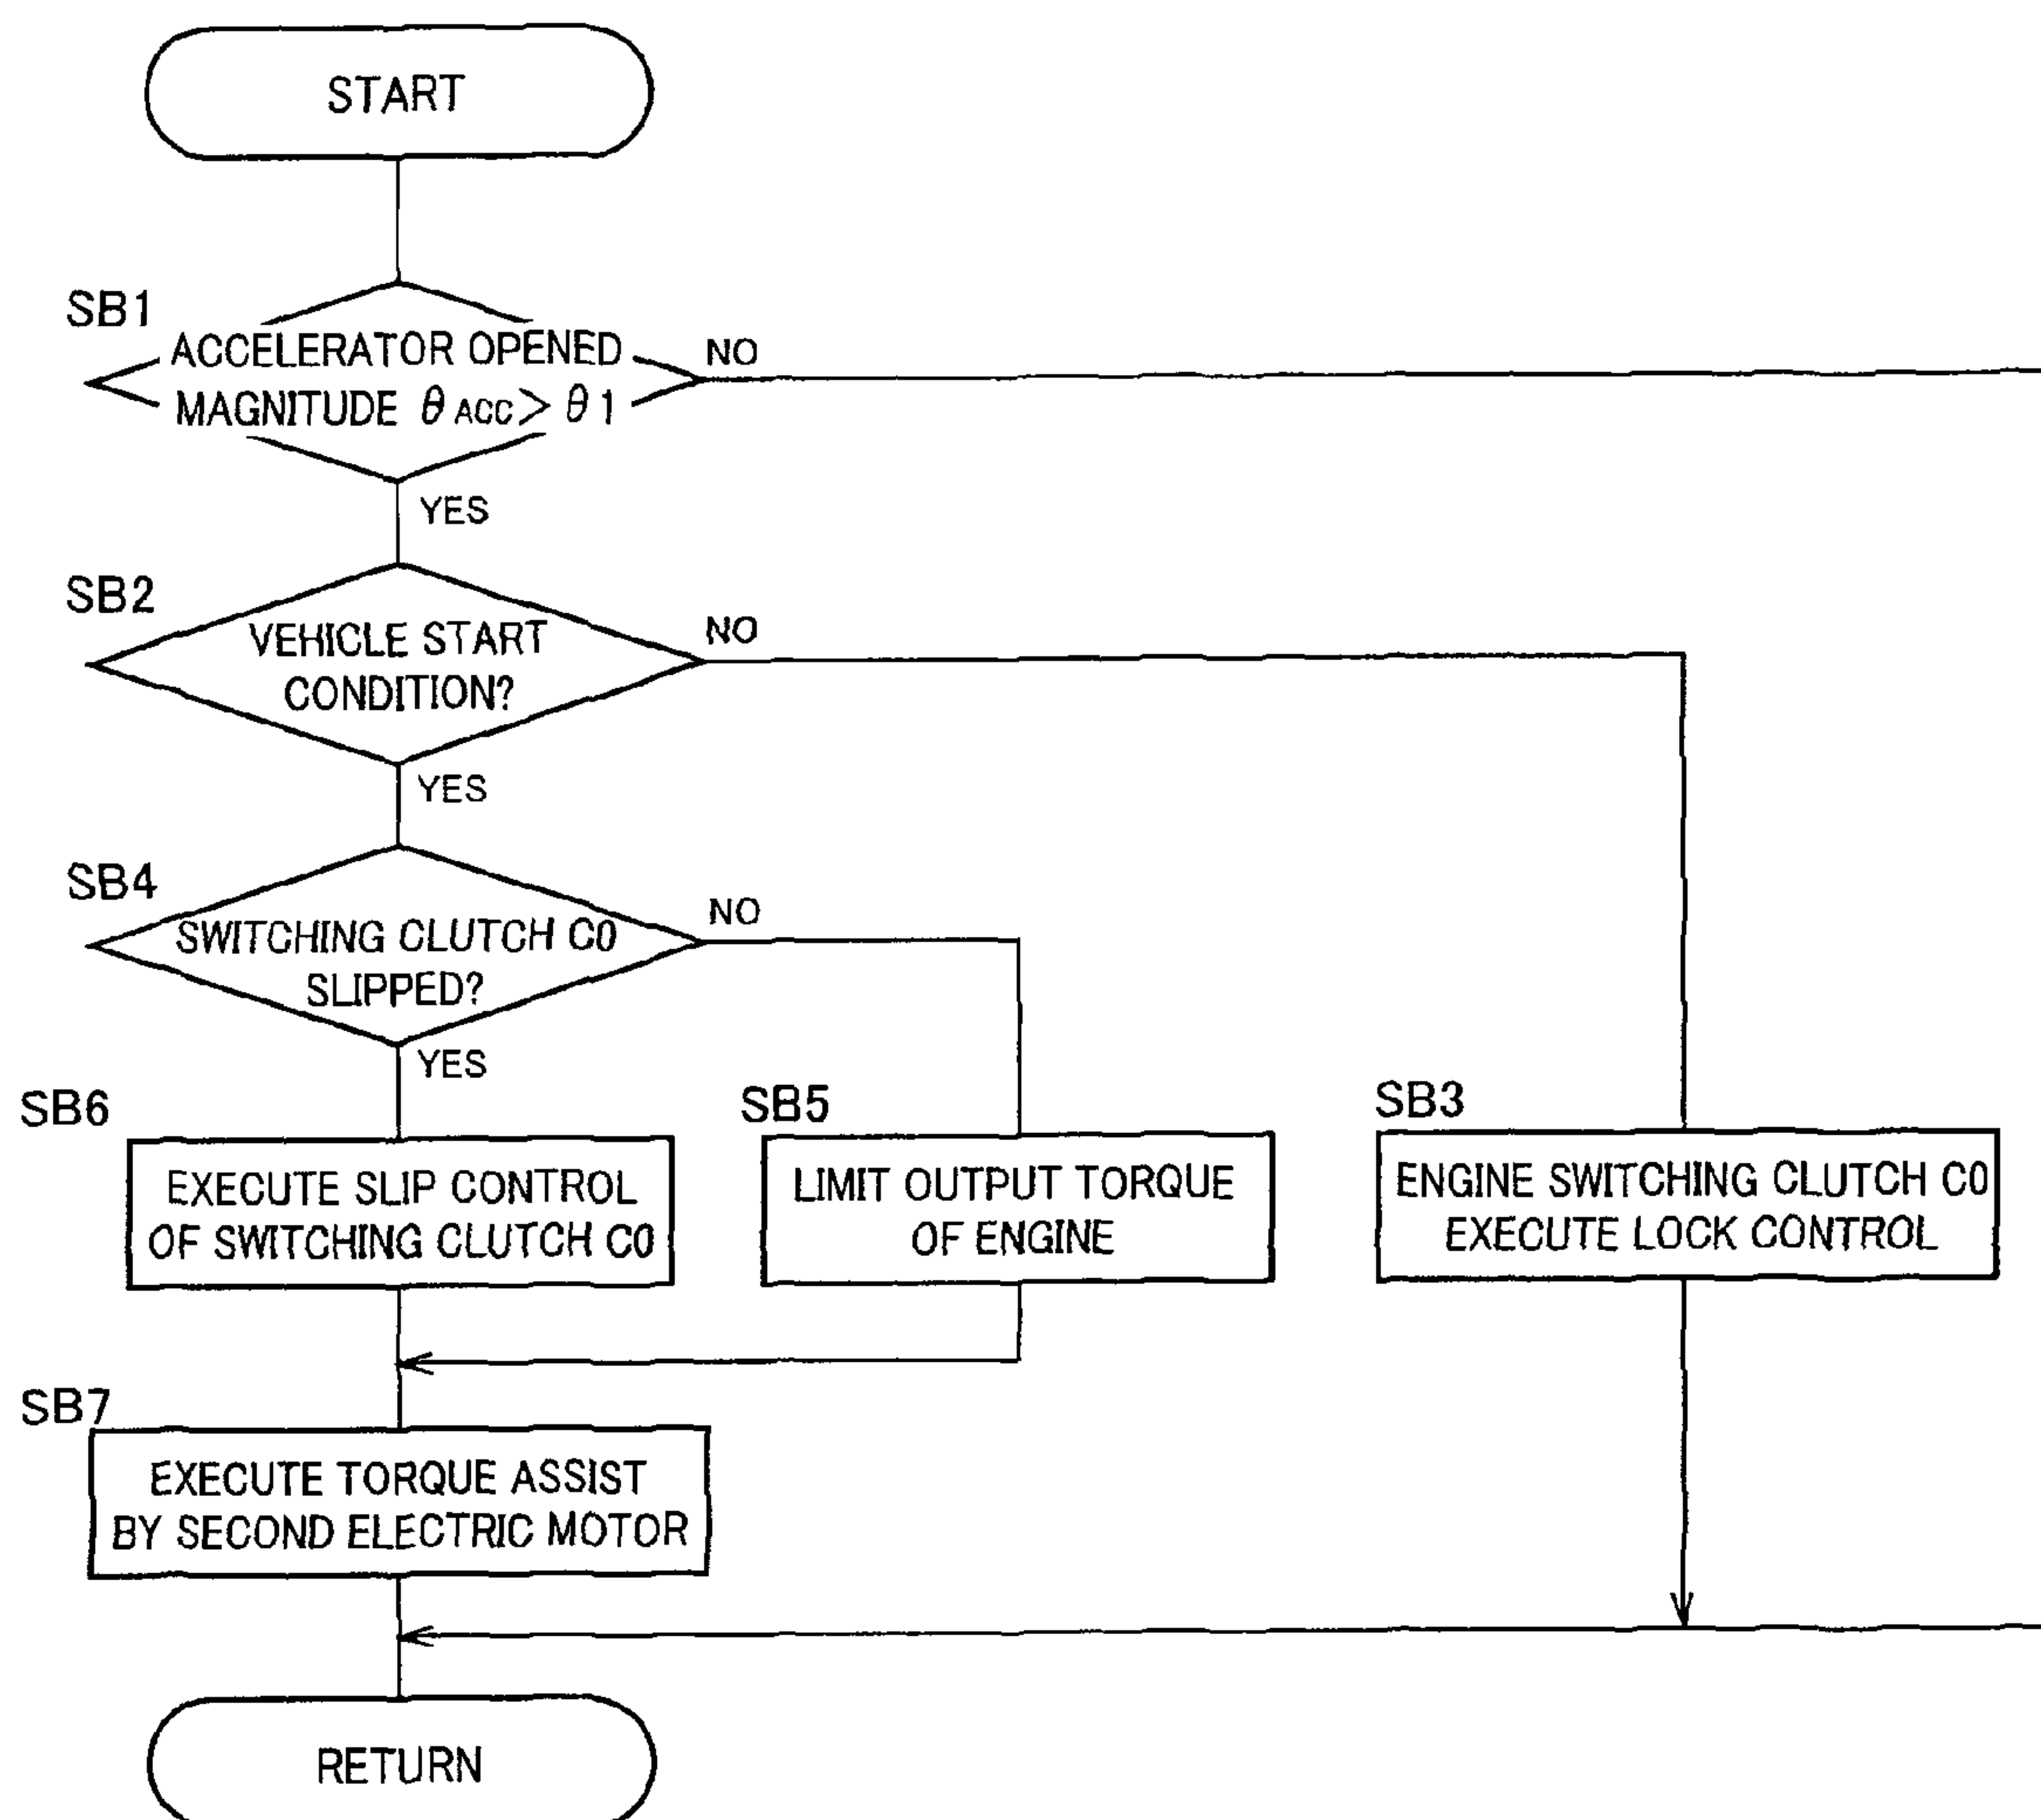 START
SB1
ACCELERATOR OPENED
MAGNITUDE θACC> θ1
NO
YES
SB2
VEHICLE START
CONDITION?
NO
YES
SB4
SWITCHING CLUTCH C0
SLIPPED?
NO
YES
SB6
EXECUTE SLIP CONTROL
OF SWITCHING CLUTCH C0
SB5
LIMIT OUTPUT TORQUE
OF ENGINE
SB3
ENGINE SWITCHING CLUTCH C0
EXECUTE LOCK CONTROL
SB7
EXECUTE TORQUE ASSIST
BY SECOND ELECTRIC MOTOR
RETURN